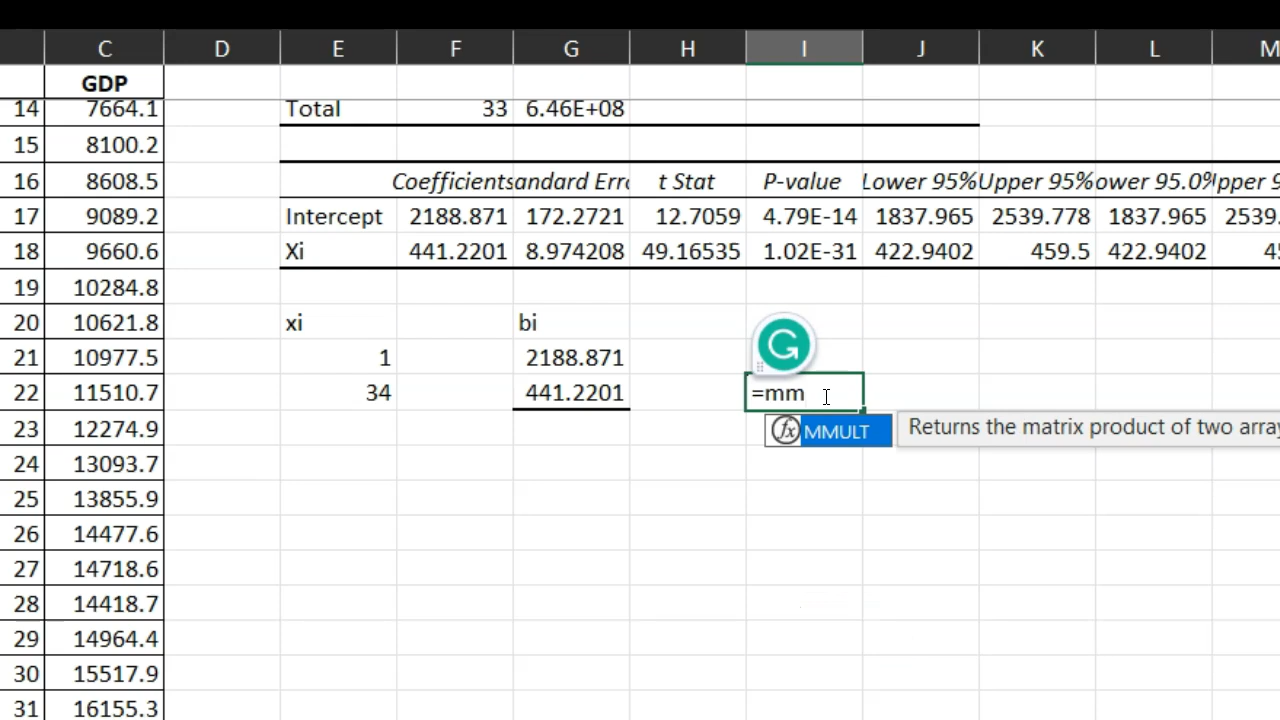 C D E F G H I J K L M
GDP
14 7664.1 Total 33 6.46E+08
15 8100.2
16 8608.5 Coefficients andard Erro t Stat P-value Lower 95% Upper 95% ower 95.0% pper 9
17 9089.2 Intercept 2188.871 172.2721 12.7059 4.79E-14 1837.965 2539.778 1837.965 2539.
18 9660.6 Xi 441.2201 8.974208 49.16535 1.02E-31 422.9402 459.5 422.9402 45
19 10284.8
20 10621.8 xi bi
21 10977.5 1 2188.871
22 11510.7 34 441.2201 =mm
23 12274.9 fx MMULT Returns the matrix product of two array
24 13093.7
25 13855.9
26 14477.6
27 14718.6
28 14418.7
29 14964.4
30 15517.9
31 16155.3